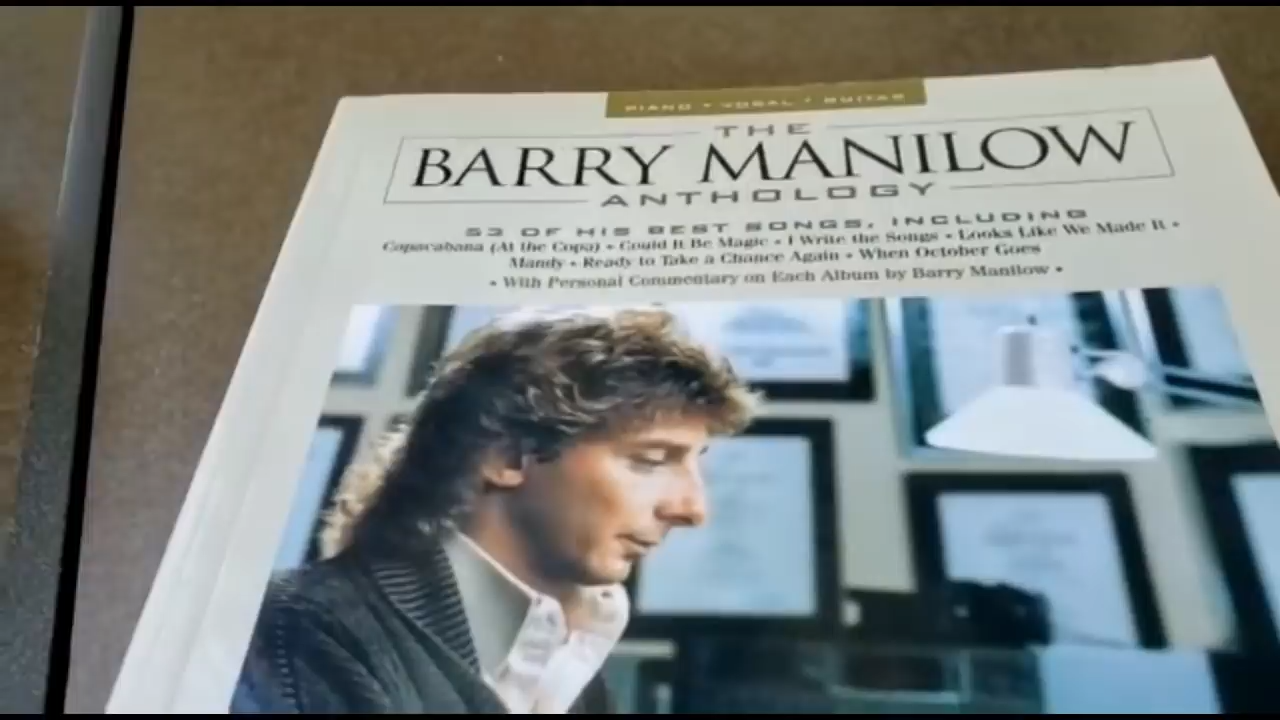 PIANO • VOCAL • GUITAR
THE
BARRY MANILOW
ANTHOLOGY
53 OF HIS BEST SONGS, INCLUDING
Copacabana (At the Copa) • Could It Be Magic • I Write the Songs • Looks Like We Made It •
Mandy • Ready to Take a Chance Again • When October Goes
• With Personal Commentary on Each Album by Barry Manilow •